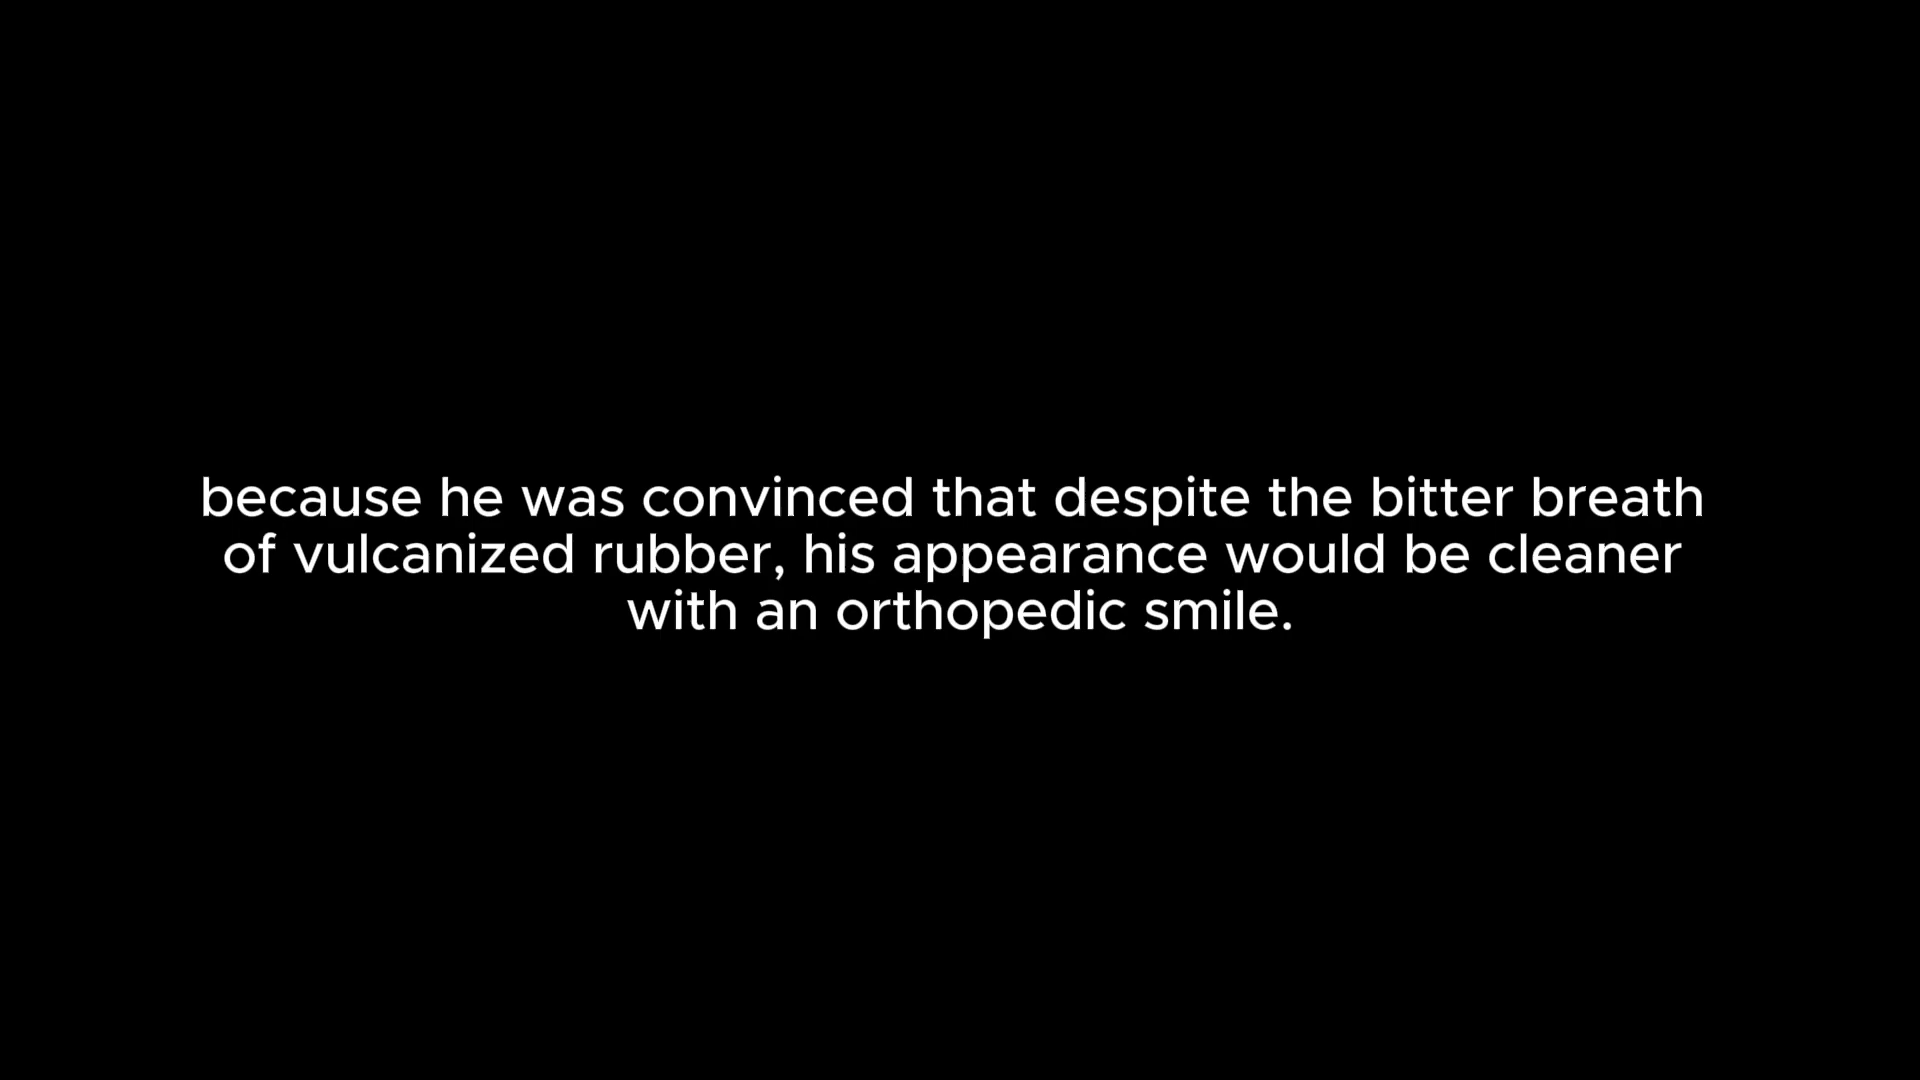 because he was convinced that despite the bitter breath
of vulcanized rubber, his appearance would be cleaner
with an orthopedic smile.